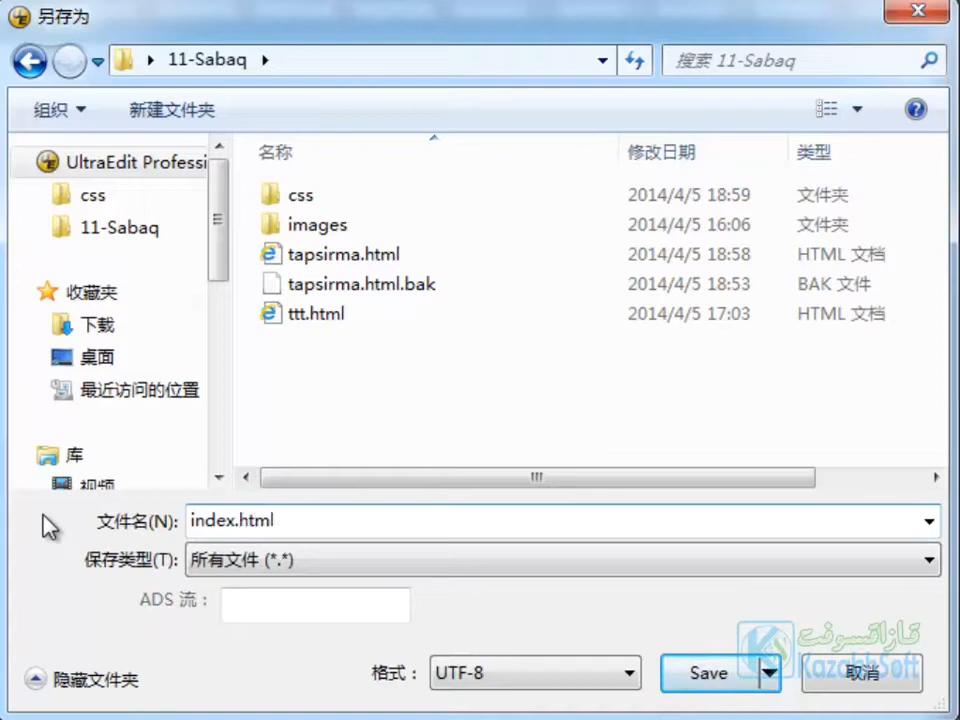 另存为
11-Sabaq
搜索 11-Sabaq
组织
新建文件夹
名称
修改日期
类型
UltraEdit Professi
css
11-Sabaq
收藏夹
下载
桌面
最近访问的位置
库
视频
css 2014/4/5 18:59 文件夹
images 2014/4/5 16:06 文件夹
tapsirma.html 2014/4/5 18:58 HTML 文档
tapsirma.html.bak 2014/4/5 18:53 BAK 文件
ttt.html 2014/4/5 17:03 HTML 文档
文件名(N): index.html
保存类型(T): 所有文件 (*.*)
ADS 流：
隐藏文件夹
格式： UTF-8
Save
取消
قازاقسوفت
KazakhSoft